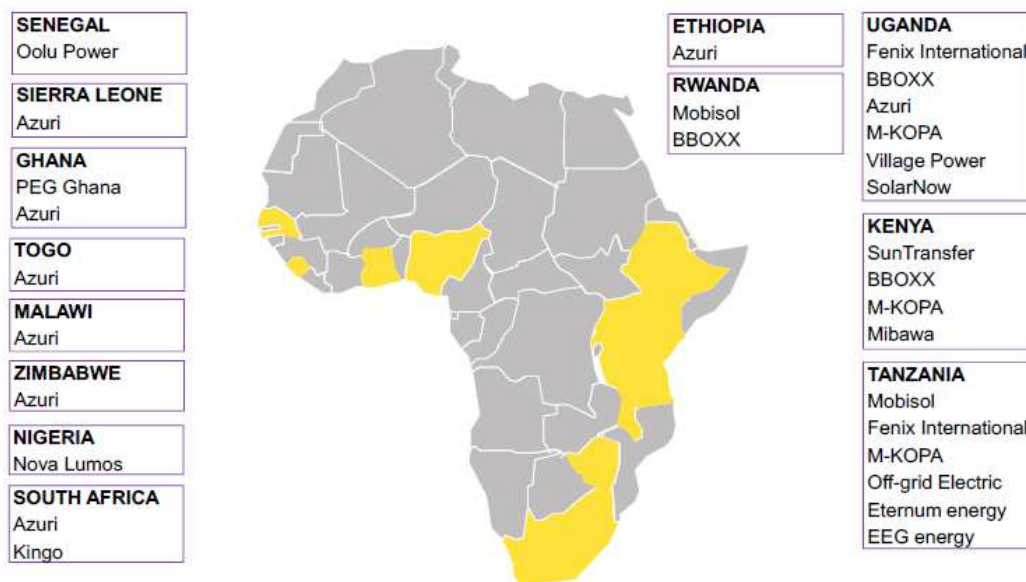 SENEGAL
Oolu Power
SIERRA LEONE
Azuri
GHANA
PEG Ghana
Azuri
TOGO
Azuri
MALAWI
Azuri
ZIMBABWE
Azuri
NIGERIA
Nova Lumos
SOUTH AFRICA
Azuri
Kingo
ETHIOPIA
Azuri
RWANDA
Mobisol
BBOXX
UGANDA
Fenix International
BBOXX
Azuri
M-KOPA
Village Power
SolarNow
KENYA
SunTransfer
BBOXX
M-KOPA
Mibawa
TANZANIA
Mobisol
Fenix International
M-KOPA
Off-grid Electric
Eternum energy
EEG energy